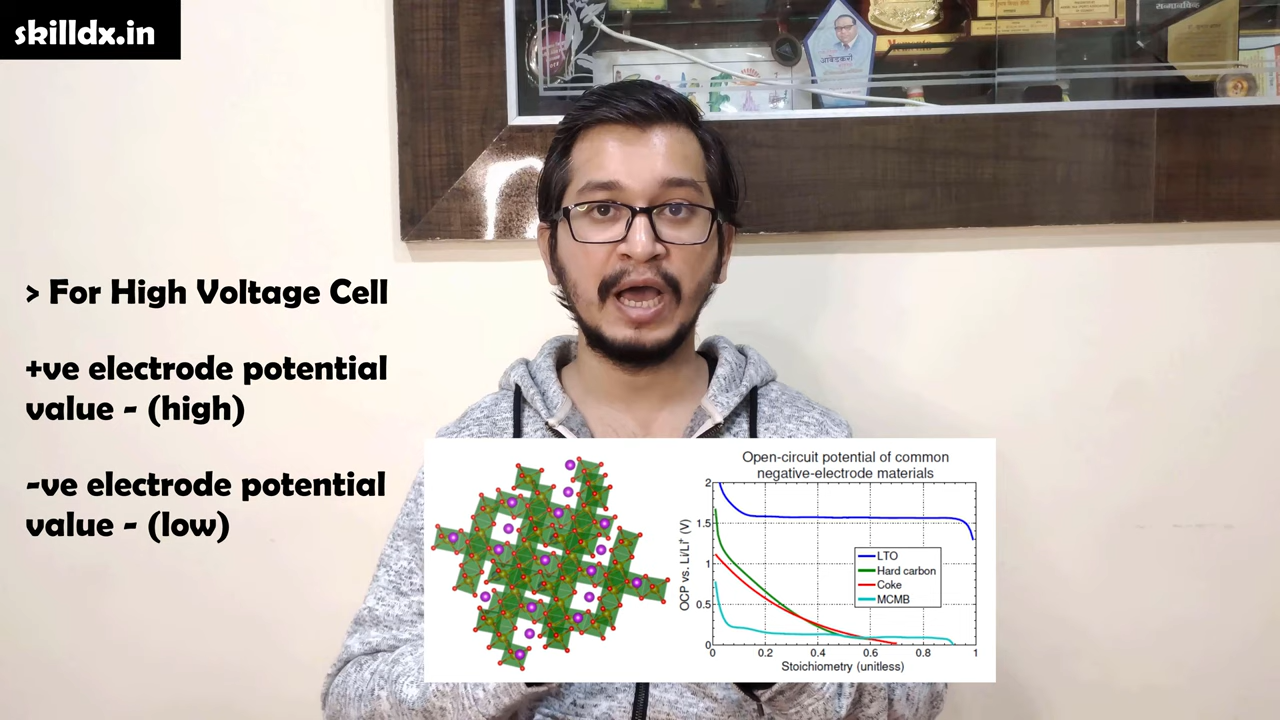 skilldx.in
आंबेडकरी
> For High Voltage Cell
+ve electrode potential
value - (high)
-ve electrode potential
value - (low)
Open-circuit potential of common
negative-electrode materials
OCP vs. Li/Li⁺ (V)
2
1.5
1
0.5
0
LTO
Hard carbon
Coke
MCMB
0 0.2 0.4 0.6 0.8 1
Stoichiometry (unitless)